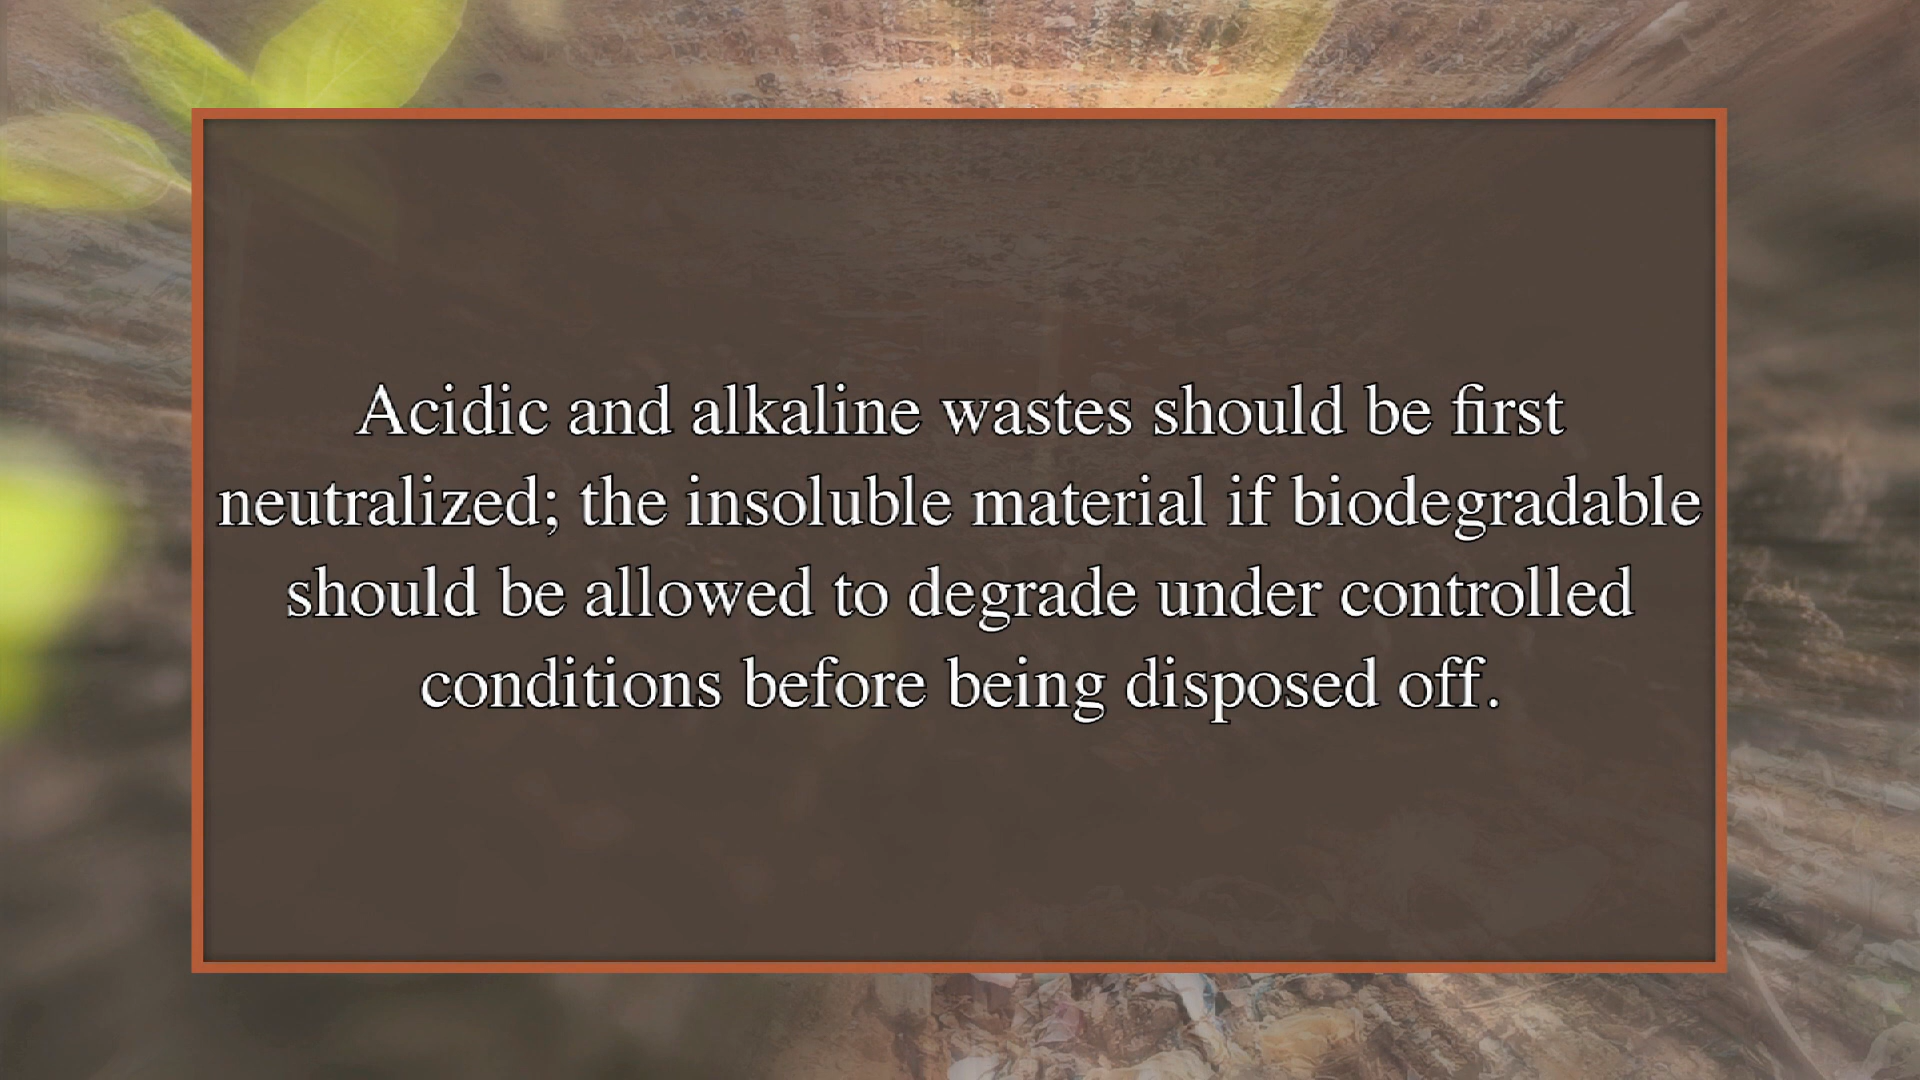 Acidic and alkaline wastes should be first
neutralized; the insoluble material if biodegradable
should be allowed to degrade under controlled
conditions before being disposed off.